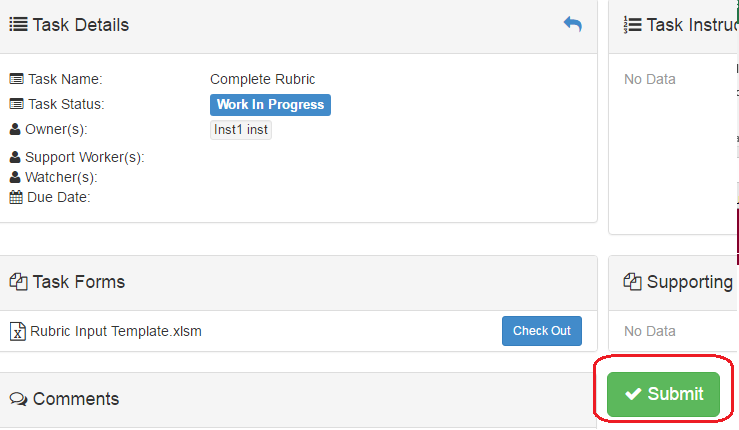 Task Details
Task Name: Complete Rubric
Task Status: Work In Progress
Owner(s): Inst1 inst
Support Worker(s):
Watcher(s):
Due Date:
Task Instruc
No Data
Task Forms
Rubric Input Template.xlsm Check Out
Supporting
No Data
Comments
Submit